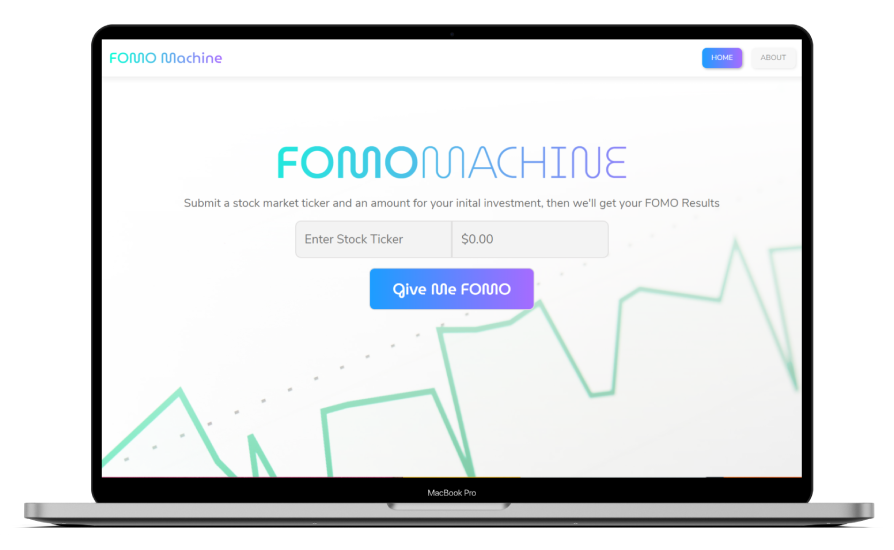 FOMO Machine
HOME
ABOUT
FOMOMACHINE
Submit a stock market ticker and an amount for your inital investment, then we'll get your FOMO Results
Enter Stock Ticker
$0.00
Give Me FOMO
MacBook Pro